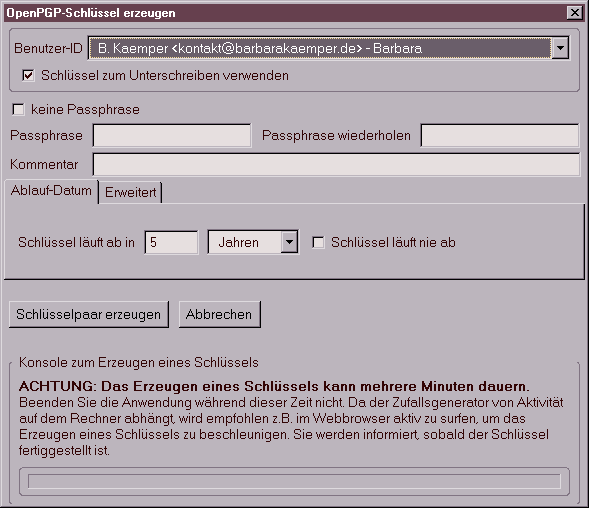 OpenPGP-Schlüssel erzeugen
Benutzer-ID B. Kaemper <kontakt@barbarakaemper.de> - Barbara
Schlüssel zum Unterschreiben verwenden
keine Passphrase
Passphrase Passphrase wiederholen
Kommentar
Ablauf-Datum Erweitert
Schlüssel läuft ab in 5 Jahren Schlüssel läuft nie ab
Schlüsselpaar erzeugen Abbrechen
Konsole zum Erzeugen eines Schlüssels
ACHTUNG: Das Erzeugen eines Schlüssels kann mehrere Minuten dauern.
Beenden Sie die Anwendung während dieser Zeit nicht. Da der Zufallsgenerator von Aktivität
auf dem Rechner abhängt, wird empfohlen z.B. im Webbrowser aktiv zu surfen, um das
Erzeugen eines Schlüssels zu beschleunigen. Sie werden informiert, sobald der Schlüssel
fertiggestellt ist.